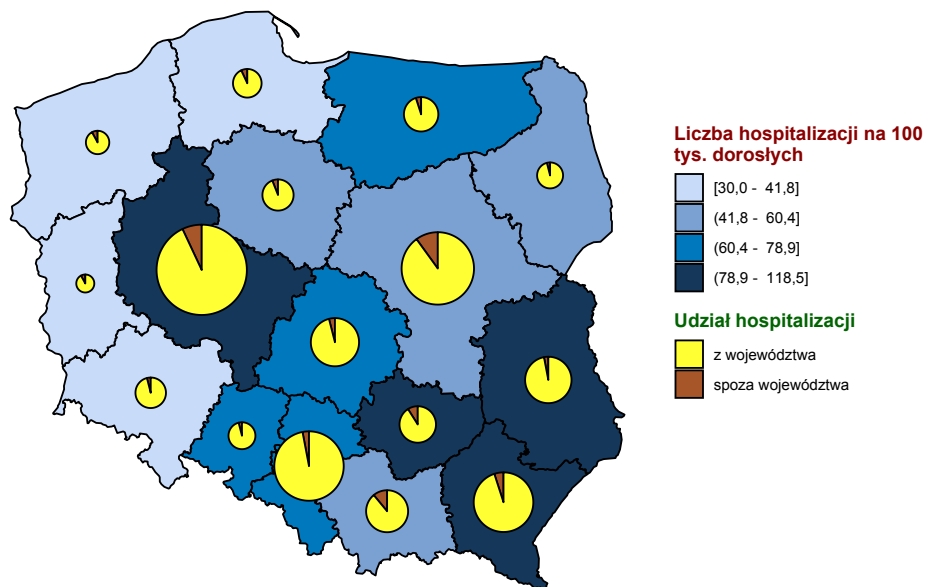 Liczba hospitalizacji na 100
tys. dorosłych
[30,0 - 41,8]
(41,8 - 60,4]
(60,4 - 78,9]
(78,9 - 118,5]
Udział hospitalizacji
z województwa
spoza województwa